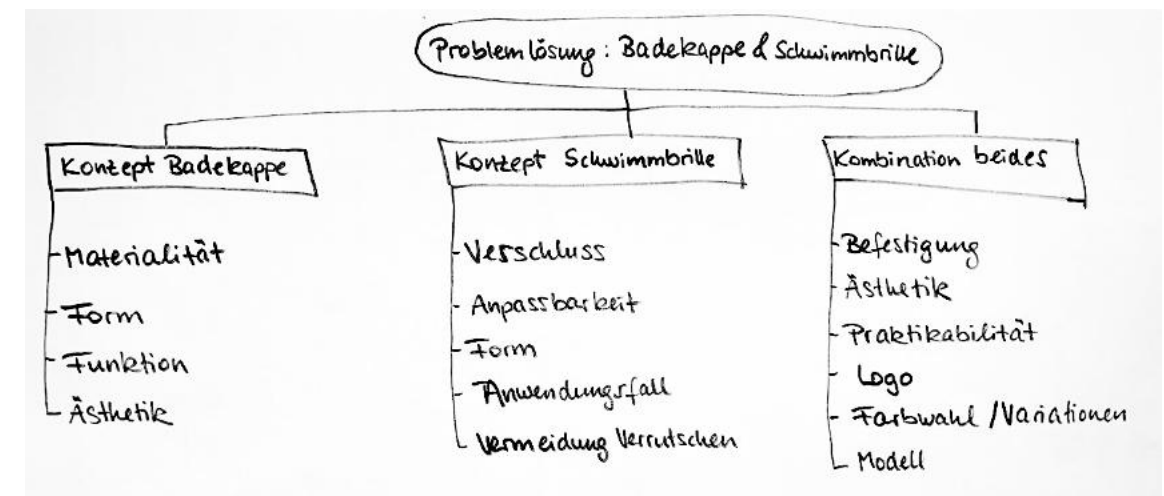 Problemlösung: Badekappe & Schwimmbrille
Konzept Badekappe
- Materialität
- Form
- Funktion
- Ästhetik
Konzept Schwimmbrille
- Verschluss
- Anpassbarkeit
- Form
- Anwendungsfall
- Vermeidung Verrutschen
Kombination beides
- Befestigung
- Ästhetik
- Praktikabilität
- Logo
- Farbwahl / Variationen
- Modell